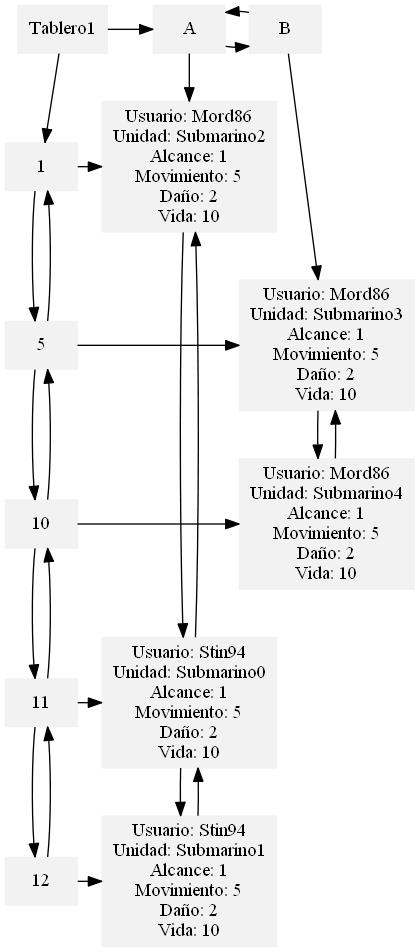 Tablero1
A
B
1
Usuario: Mord86
Unidad: Submarino2
Alcance: 1
Movimiento: 5
Daño: 2
Vida: 10
5
Usuario: Mord86
Unidad: Submarino3
Alcance: 1
Movimiento: 5
Daño: 2
Vida: 10
10
Usuario: Mord86
Unidad: Submarino4
Alcance: 1
Movimiento: 5
Daño: 2
Vida: 10
11
Usuario: Stin94
Unidad: Submarino0
Alcance: 1
Movimiento: 5
Daño: 2
Vida: 10
12
Usuario: Stin94
Unidad: Submarino1
Alcance: 1
Movimiento: 5
Daño: 2
Vida: 10